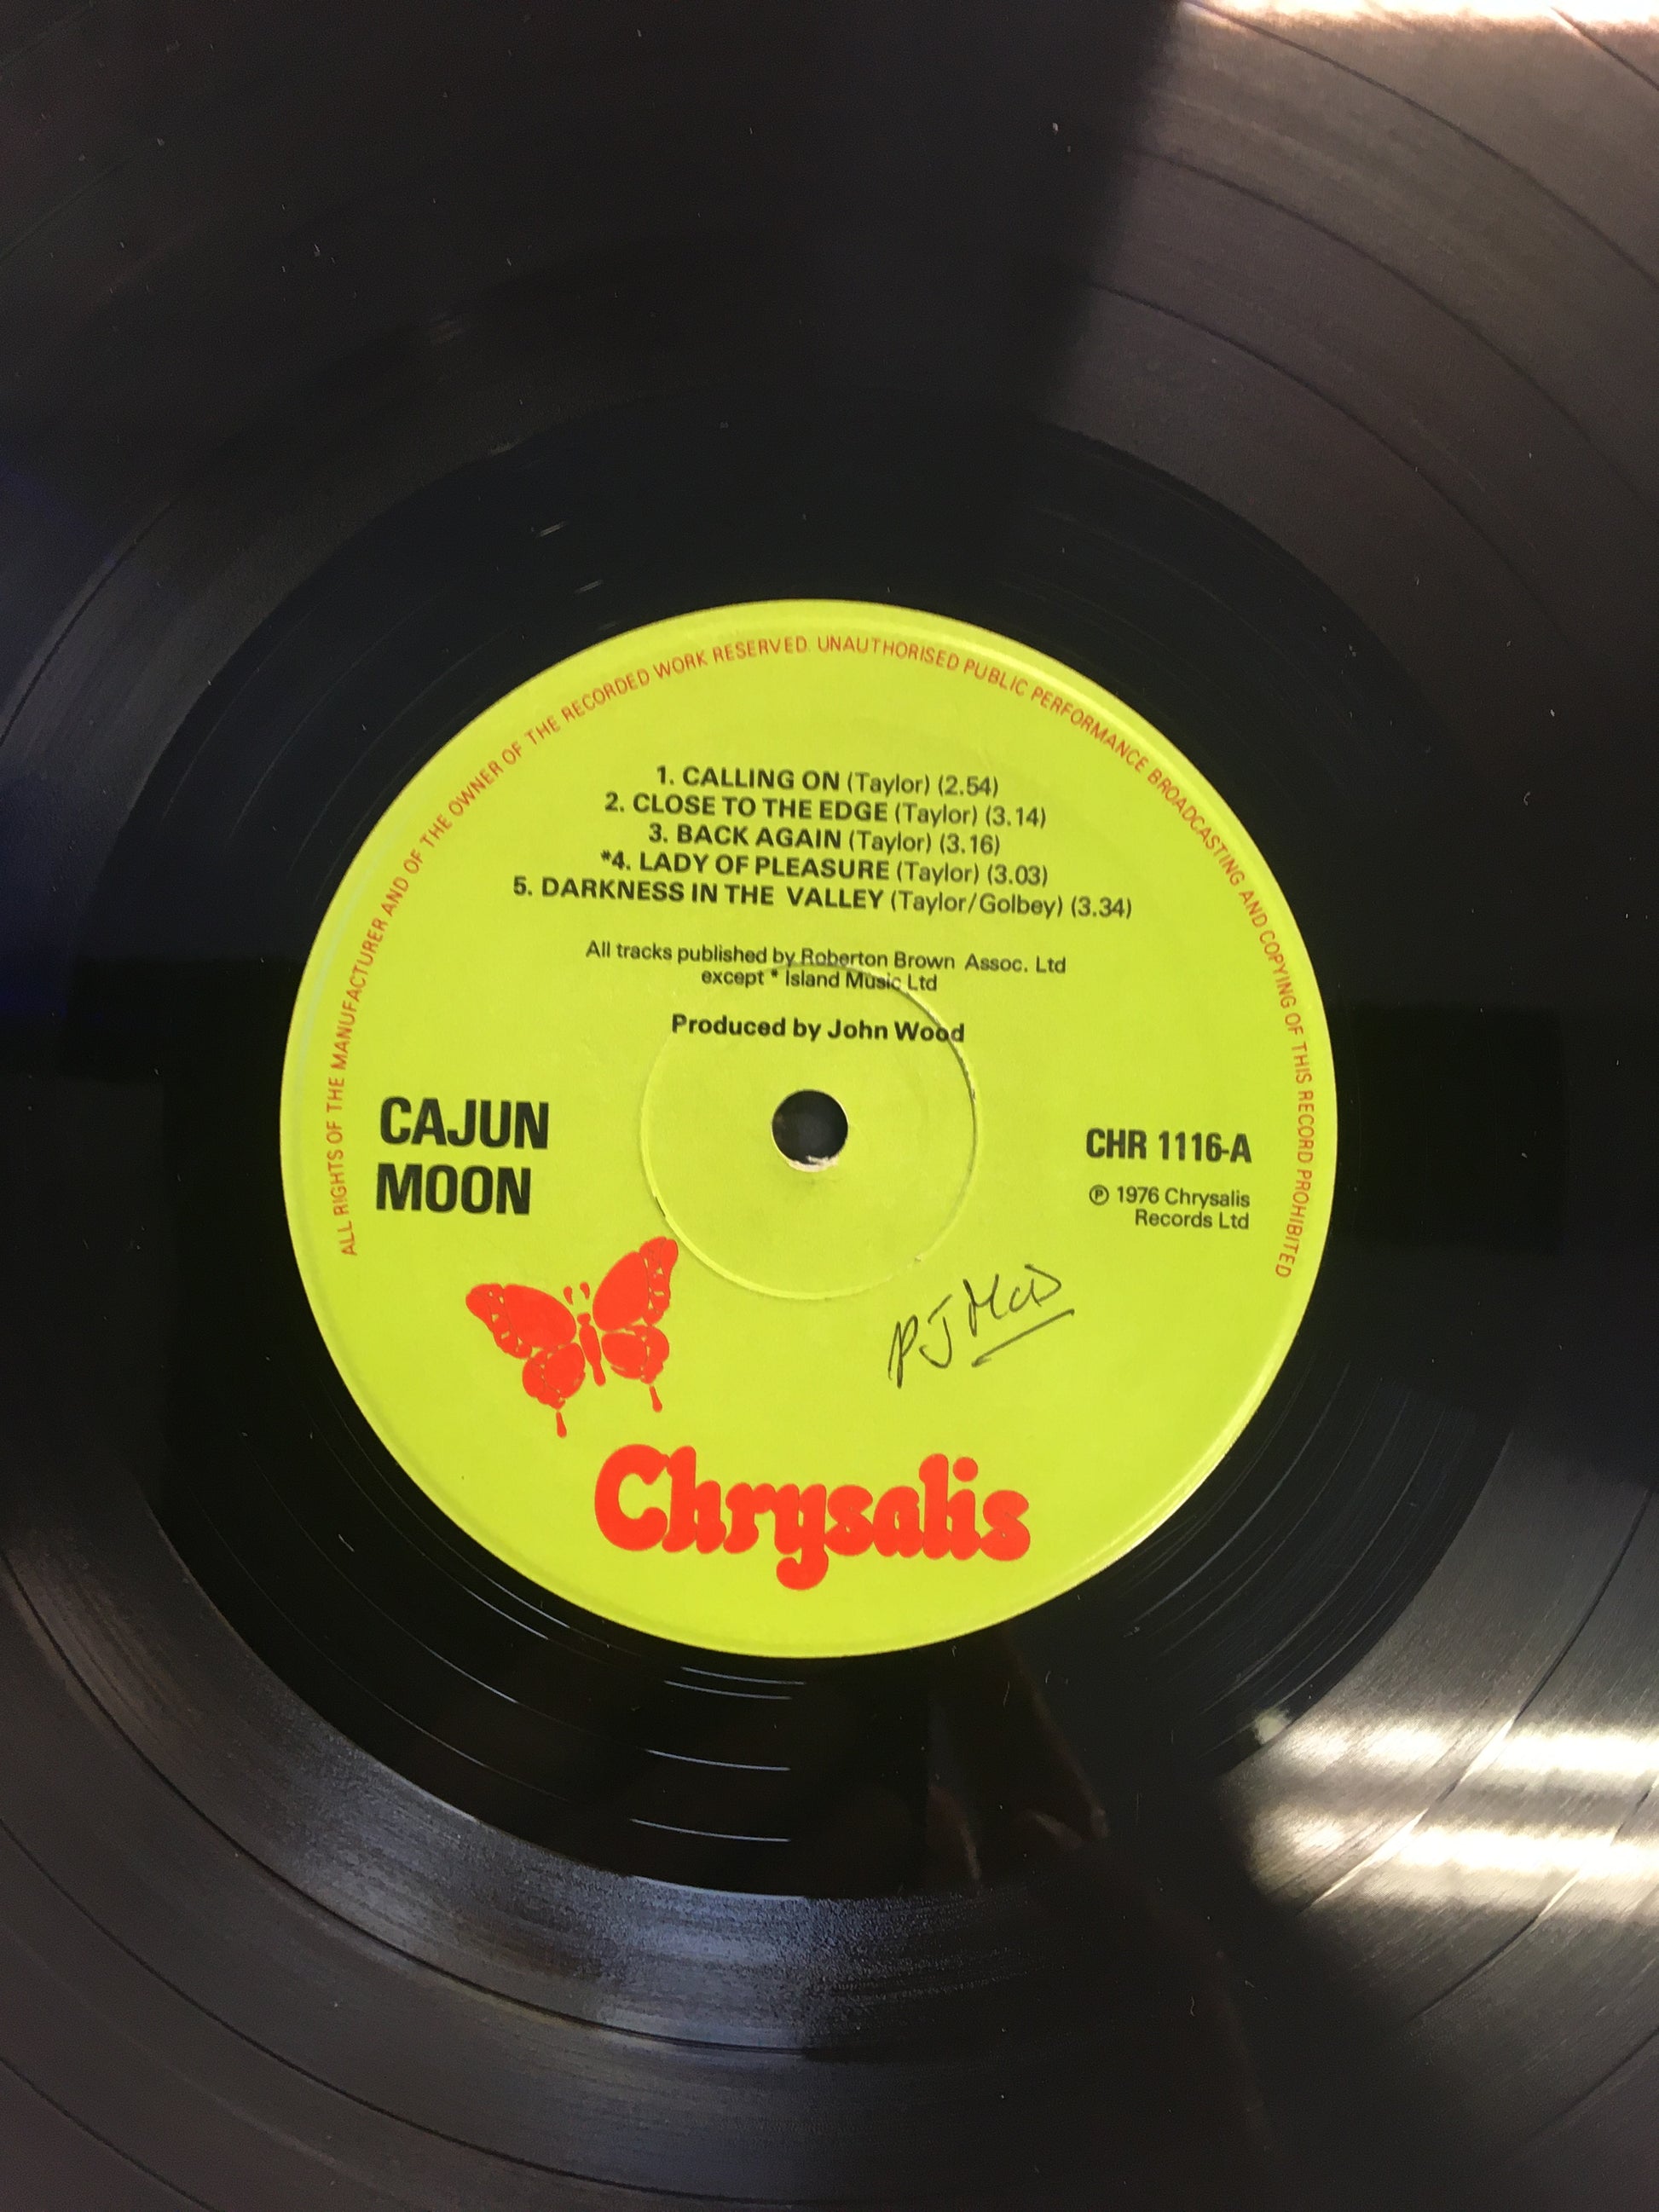 ALL RIGHTS OF THE MANUFACTURER AND OF THE OWNER OF THE RECORDED WORK RESERVED. UNAUTHORISED PUBLIC PERFORMANCE BROADCASTING AND COPYING OF THIS RECORD PROHIBITED
1. CALLING ON (Taylor) (2.54)
2. CLOSE TO THE EDGE (Taylor) (3.14)
3. BACK AGAIN (Taylor) (3.16)
*4. LADY OF PLEASURE (Taylor) (3.03)
5. DARKNESS IN THE VALLEY (Taylor/Golbey) (3.34)
All tracks published by Roberton Brown Assoc. Ltd
except * Island Music Ltd
Produced by John Wood
CAJUN
MOON
CHR 1116-A
℗ 1976 Chrysalis
Records Ltd
Chrysalis